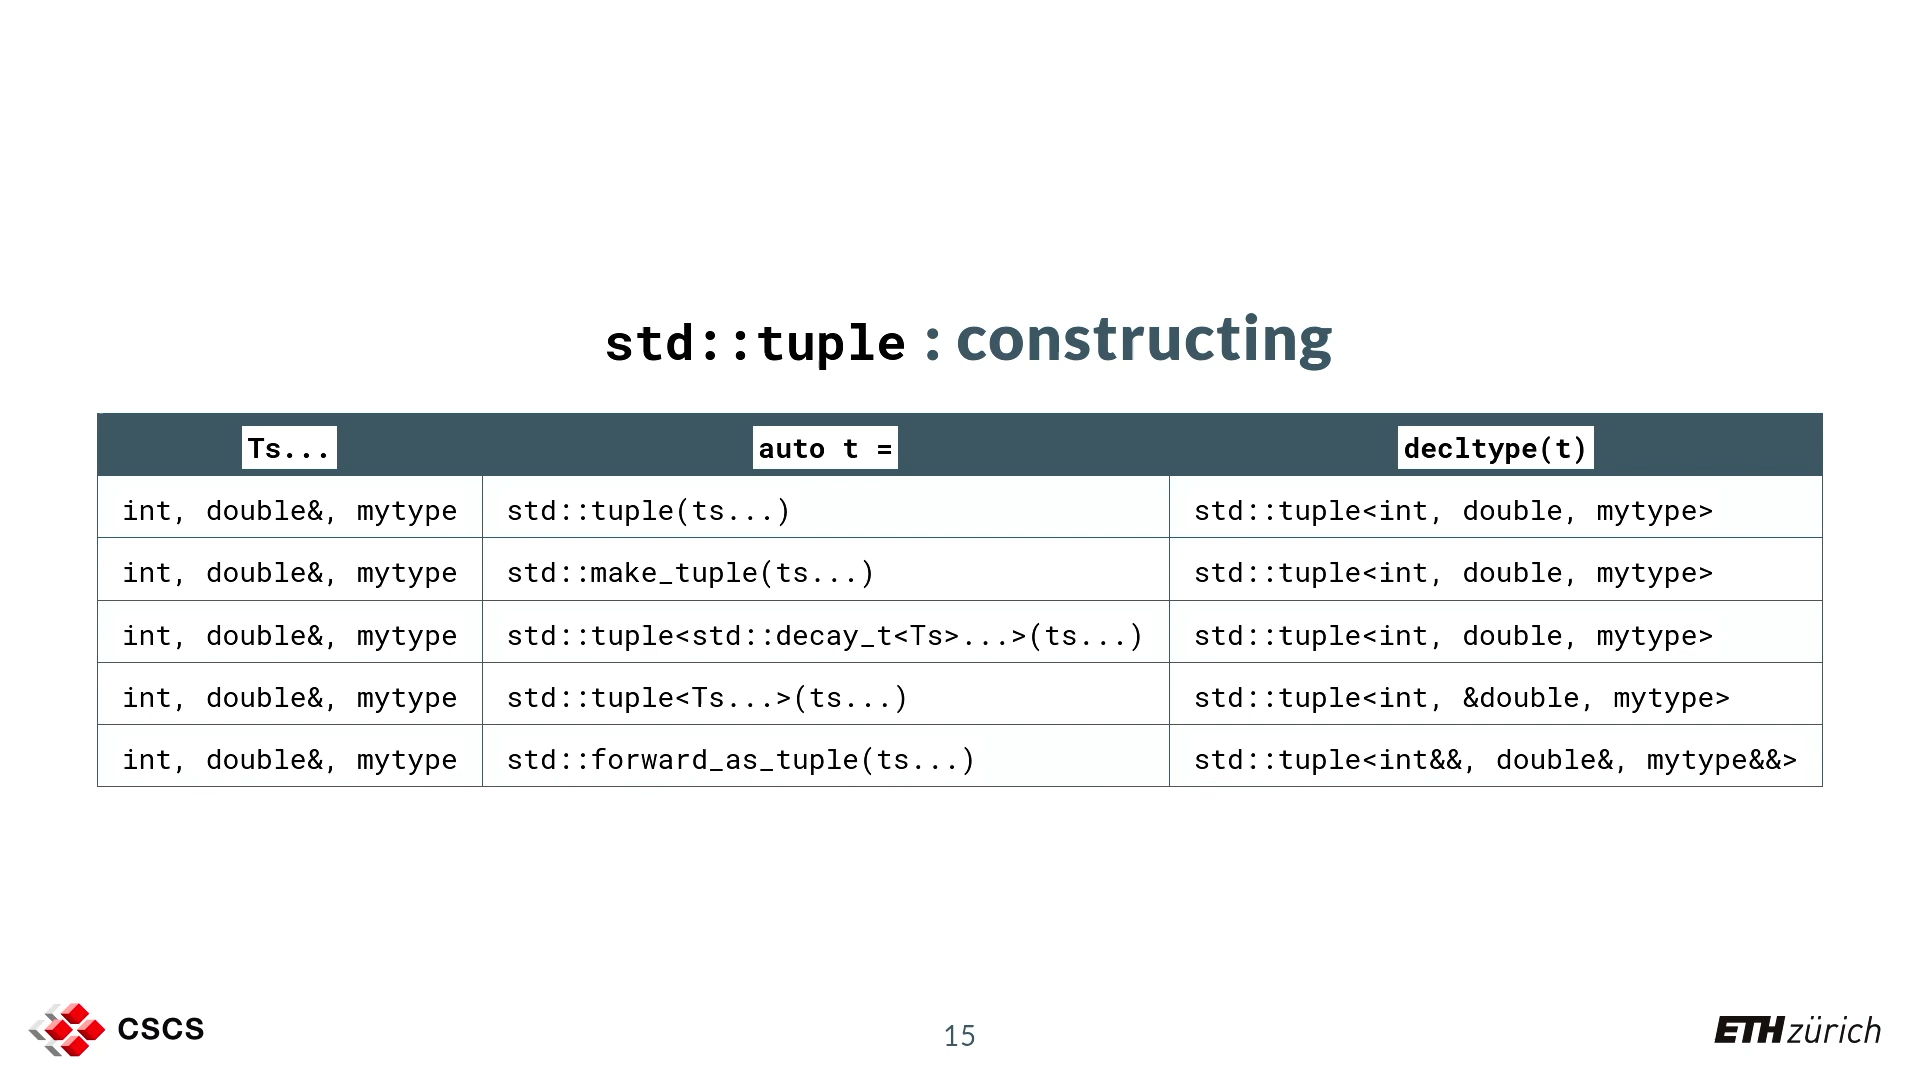 std::tuple : constructing
Ts... auto t = decltype(t)
int, double&, mytype std::tuple(ts...) std::tuple<int, double, mytype>
int, double&, mytype std::make_tuple(ts...) std::tuple<int, double, mytype>
int, double&, mytype std::tuple<std::decay_t<Ts>...>(ts...) std::tuple<int, double, mytype>
int, double&, mytype std::tuple<Ts...>(ts...) std::tuple<int, &double, mytype>
int, double&, mytype std::forward_as_tuple(ts...) std::tuple<int&&, double&, mytype&&>
CSCS 15 ETH zürich